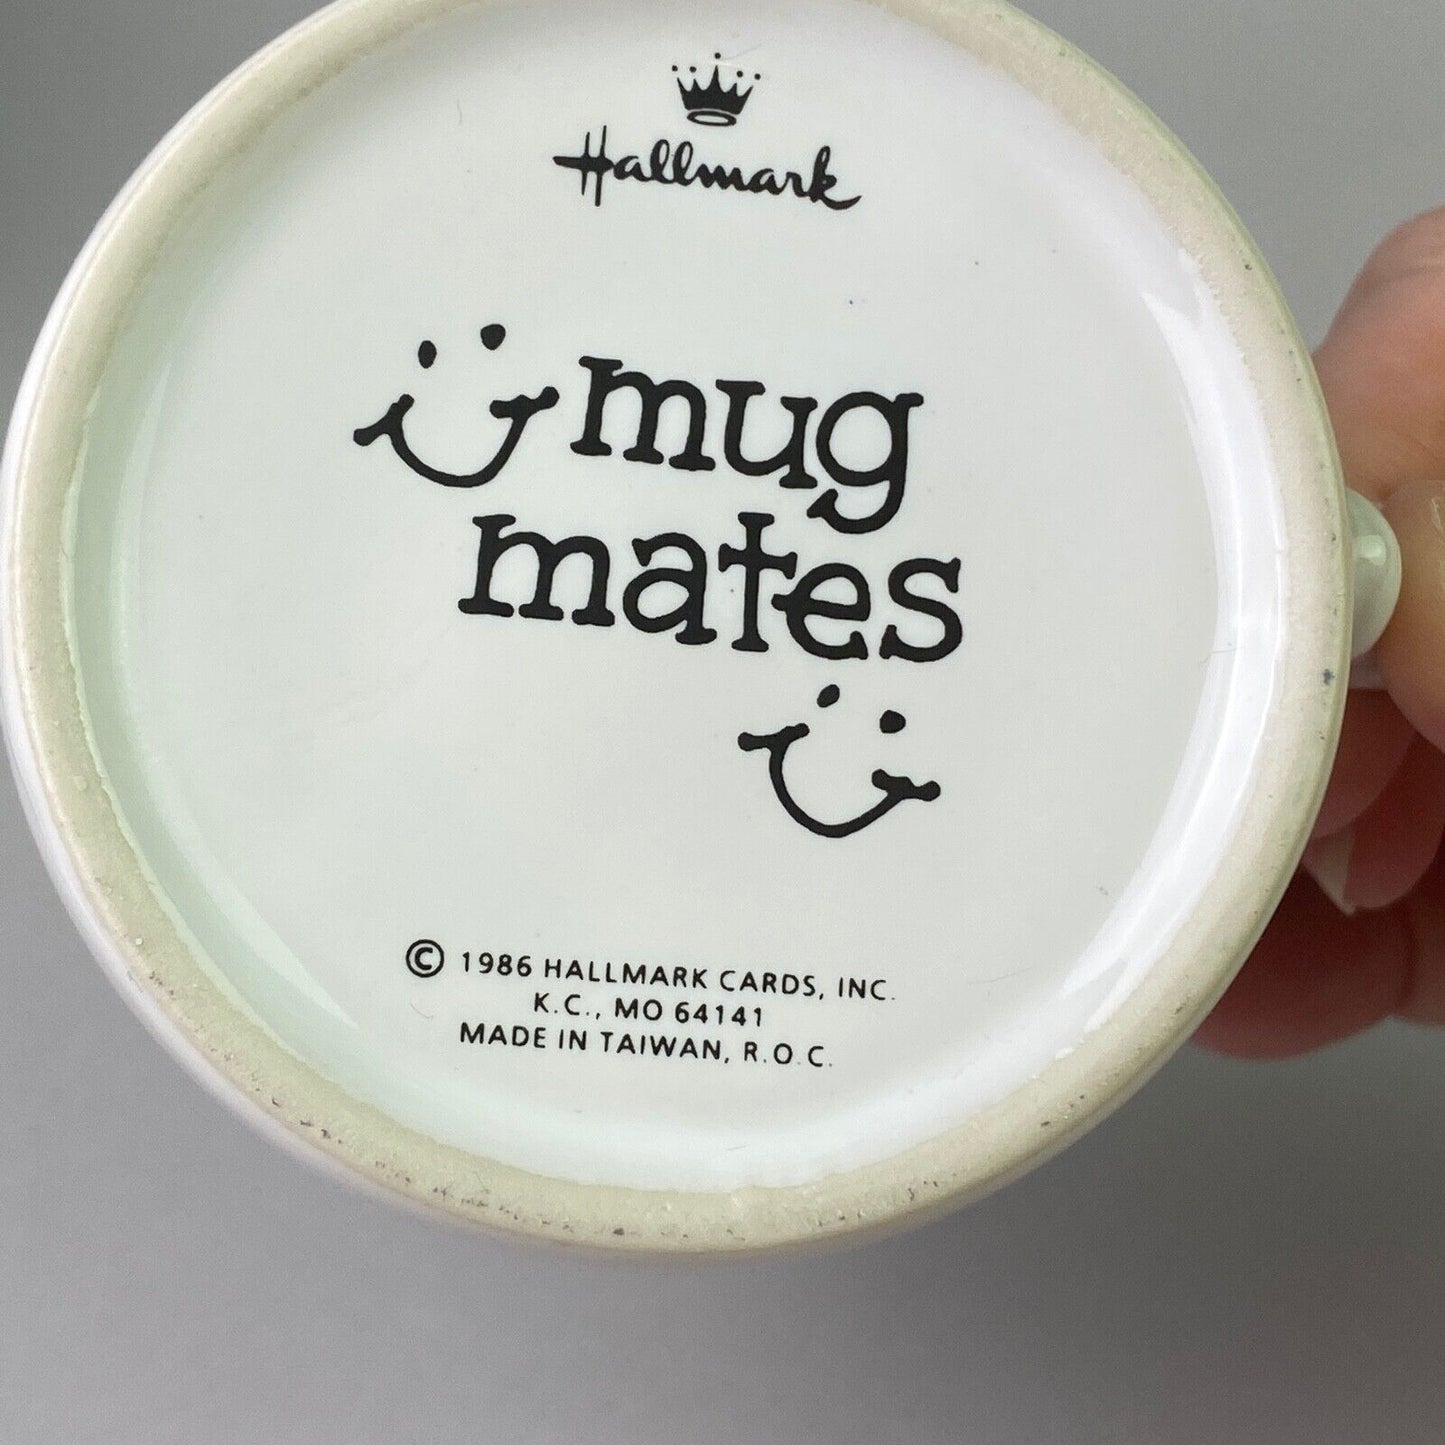 Hallmark
mug
mates
© 1986 HALLMARK CARDS, INC.
K.C., MO 64141
MADE IN TAIWAN, R.O.C.